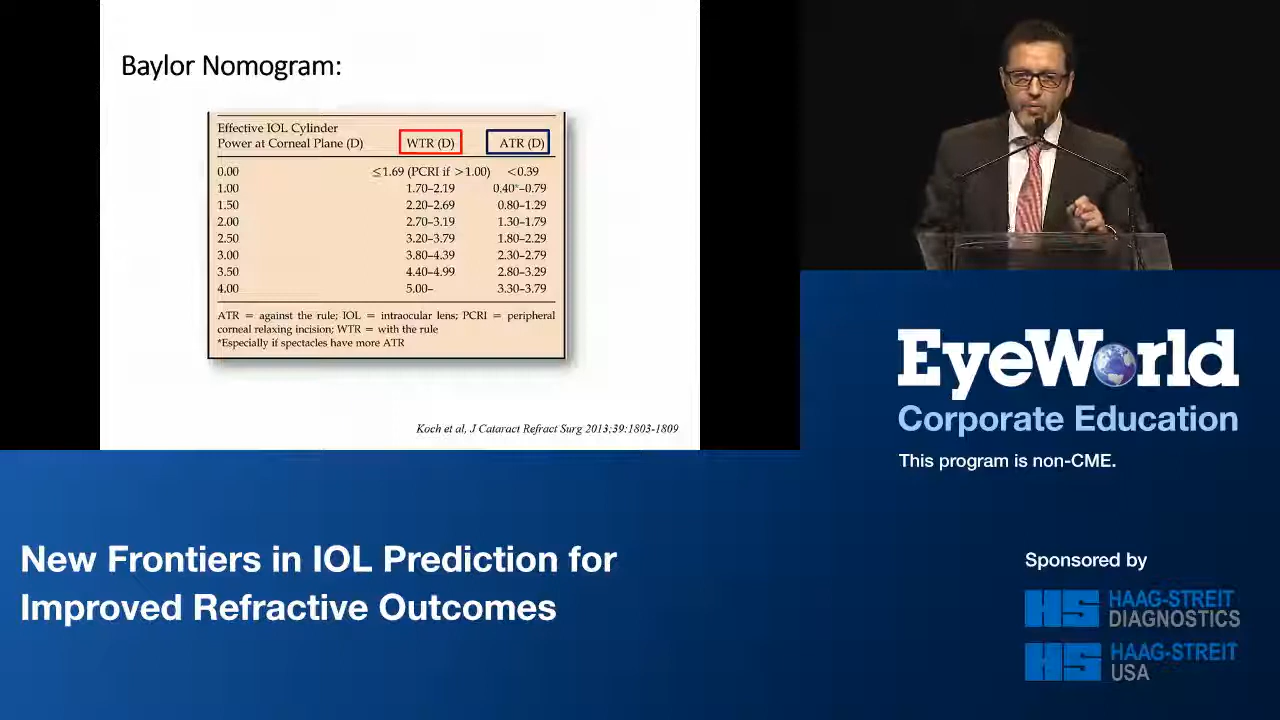 Baylor Nomogram:
Effective IOL Cylinder
Power at Corneal Plane (D) WTR (D) ATR (D)
0.00 ≤1.69 (PCRI if >1.00) <0.39
1.00 1.70–2.19 0.40*–0.79
1.50 2.20–2.69 0.80–1.29
2.00 2.70–3.19 1.30–1.79
2.50 3.20–3.79 1.80–2.29
3.00 3.80–4.39 2.30–2.79
3.50 4.40–4.99 2.80–3.29
4.00 5.00– 3.30–3.79
ATR = against the rule; IOL = intraocular lens; PCRI = peripheral
corneal relaxing incision; WTR = with the rule
*Especially if spectacles have more ATR
Koch et al, J Cataract Refract Surg 2013;39:1803-1809
EyeWorld
Corporate Education
This program is non-CME.
New Frontiers in IOL Prediction for
Improved Refractive Outcomes
Sponsored by
HS HAAG-STREIT
DIAGNOSTICS
HS HAAG-STREIT
USA